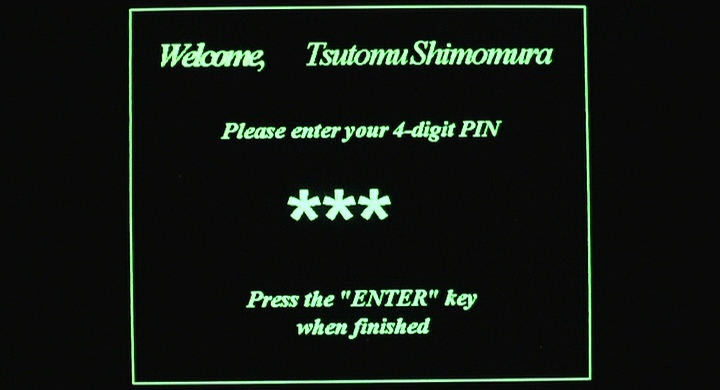 Welcome, Tsutomu Shimomura
Please enter your 4-digit PIN
***
Press the "ENTER" key
when finished